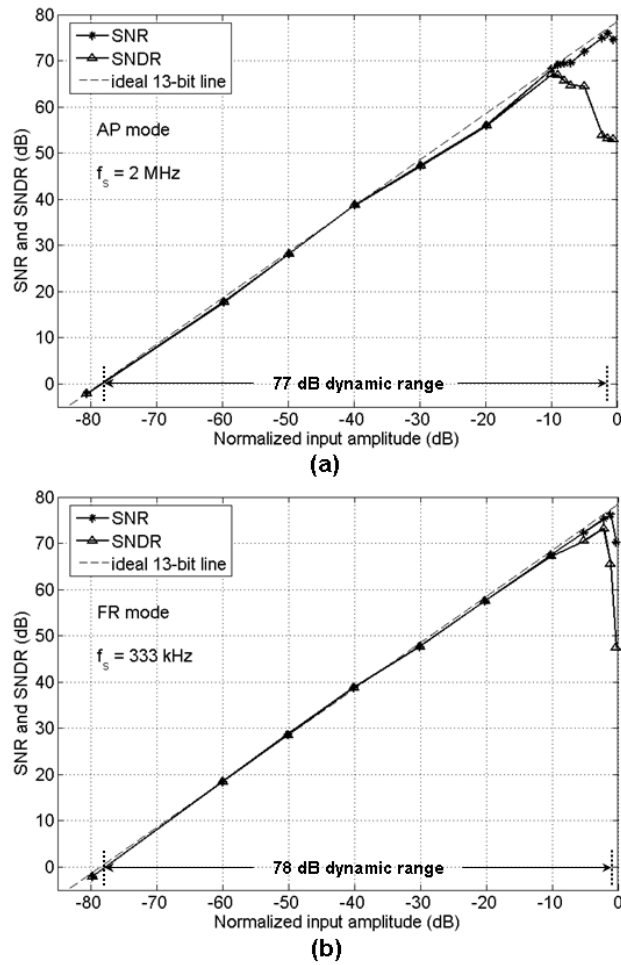 80
70
60
50
40
30
20
10
0
SNR and SNDR (dB)
SNR
SNDR
ideal 13-bit line
AP mode
fs = 2 MHz
77 dB dynamic range
-80 -70 -60 -50 -40 -30 -20 -10 0
Normalized input amplitude (dB)
(a)
80
70
60
50
40
30
20
10
0
SNR and SNDR (dB)
SNR
SNDR
ideal 13-bit line
FR mode
fs = 333 kHz
78 dB dynamic range
-80 -70 -60 -50 -40 -30 -20 -10 0
Normalized input amplitude (dB)
(b)